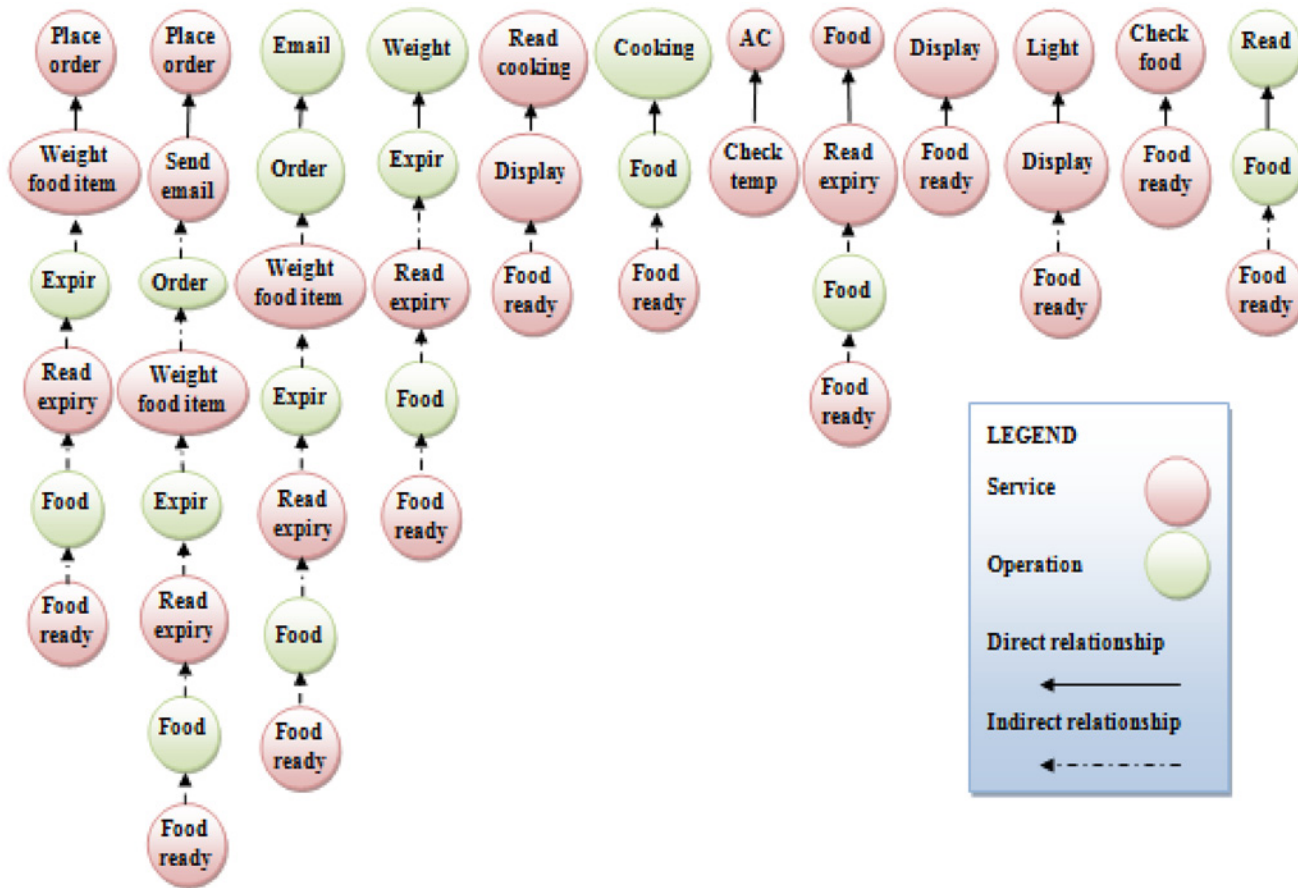 Place
order
Weight
food item
Expir
Read
expiry
Food
Food
ready
Place
order
Send
email
Order
Weight
food item
Expir
Read
expiry
Food
Food
ready
Email
Order
Weight
food item
Expir
Read
expiry
Food
Food
ready
Weight
Expir
Read
expiry
Food
Food
ready
Read
cooking
Display
Food
ready
Cooking
Food
Food
ready
AC
Check
temp
Food
Read
expiry
Food
Food
ready
Display
Food
ready
Light
Display
Food
ready
Check
food
Food
ready
Read
Food
Food
ready
LEGEND
Service
Operation
Direct relationship
Indirect relationship